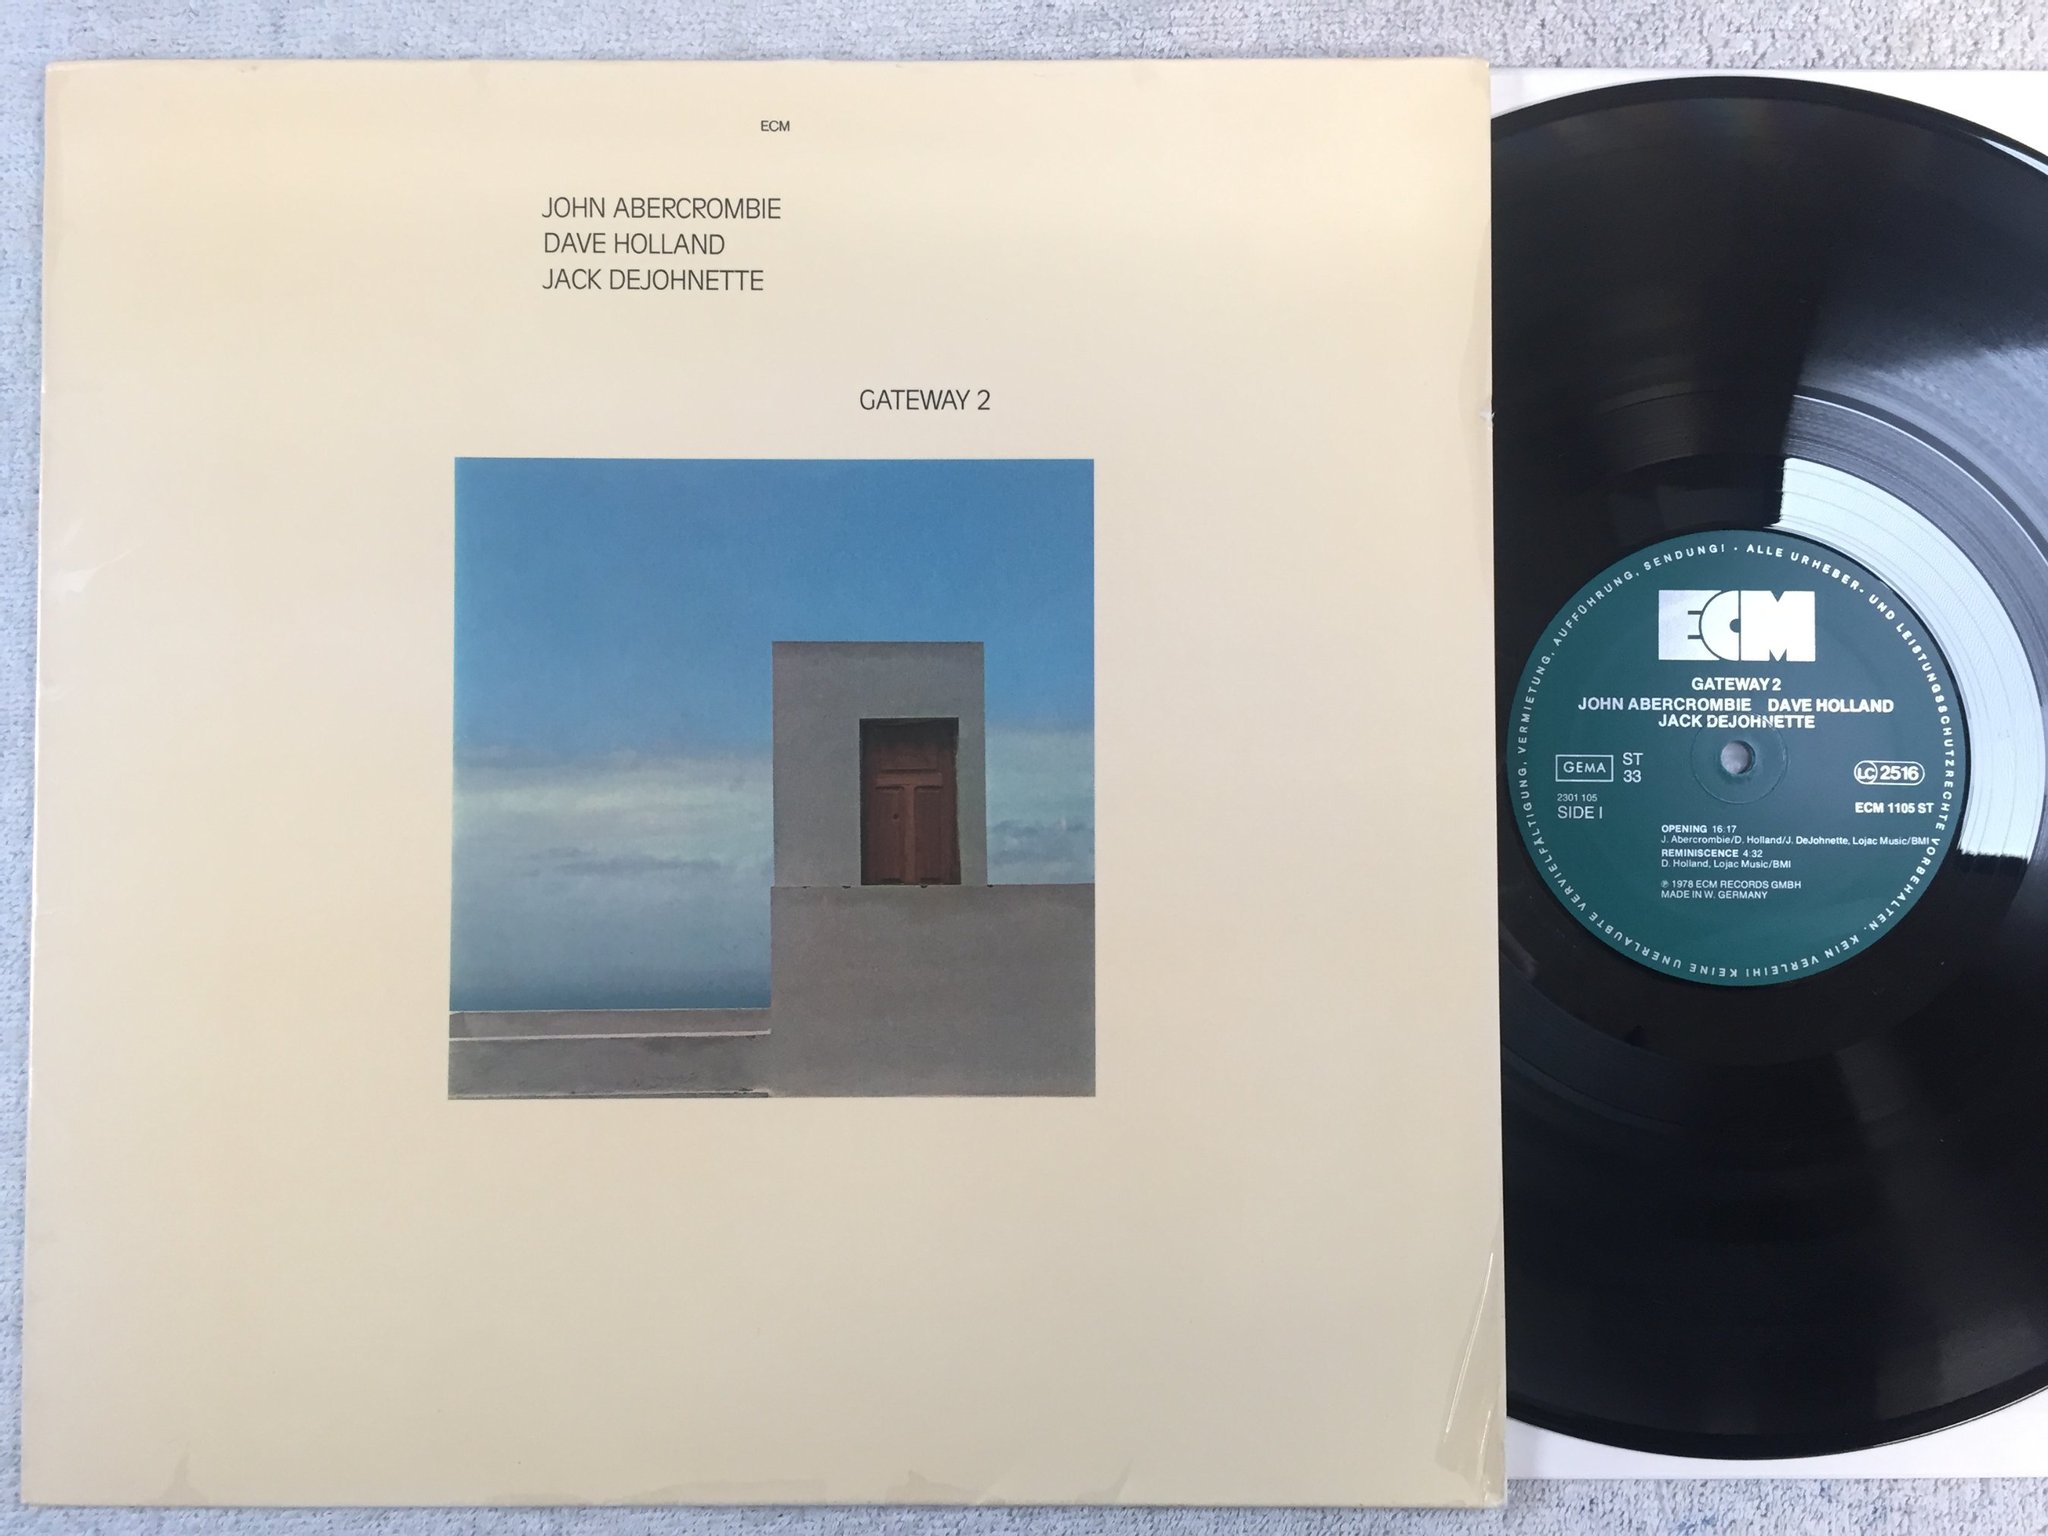 ECM
JOHN ABERCROMBIE
DAVE HOLLAND
JACK DEJOHNETTE
GATEWAY 2
ECM
GATEWAY 2
JOHN ABERCROMBIE DAVE HOLLAND
JACK DEJOHNETTE
GEMA
ST
33
LC 2516
2301 105
SIDE I
ECM 1105 ST
OPENING 16:17
J. Abercrombie/D. Holland/J. DeJohnette, Lojac Music/BMI
REMINISCENCE 4:32
D. Holland, Lojac Music/BMI
℗ 1978 ECM RECORDS GMBH
MADE IN W. GERMANY
ALLE URHEBER- UND LEISTUNGSSCHUTZRECHTE VORBEHALTEN. KEIN VERLEIH! KEINE UNERLAUBTE VERVIELFÄLTIGUNG, VERMIETUNG, AUFFÜHRUNG, SENDUNG! ·